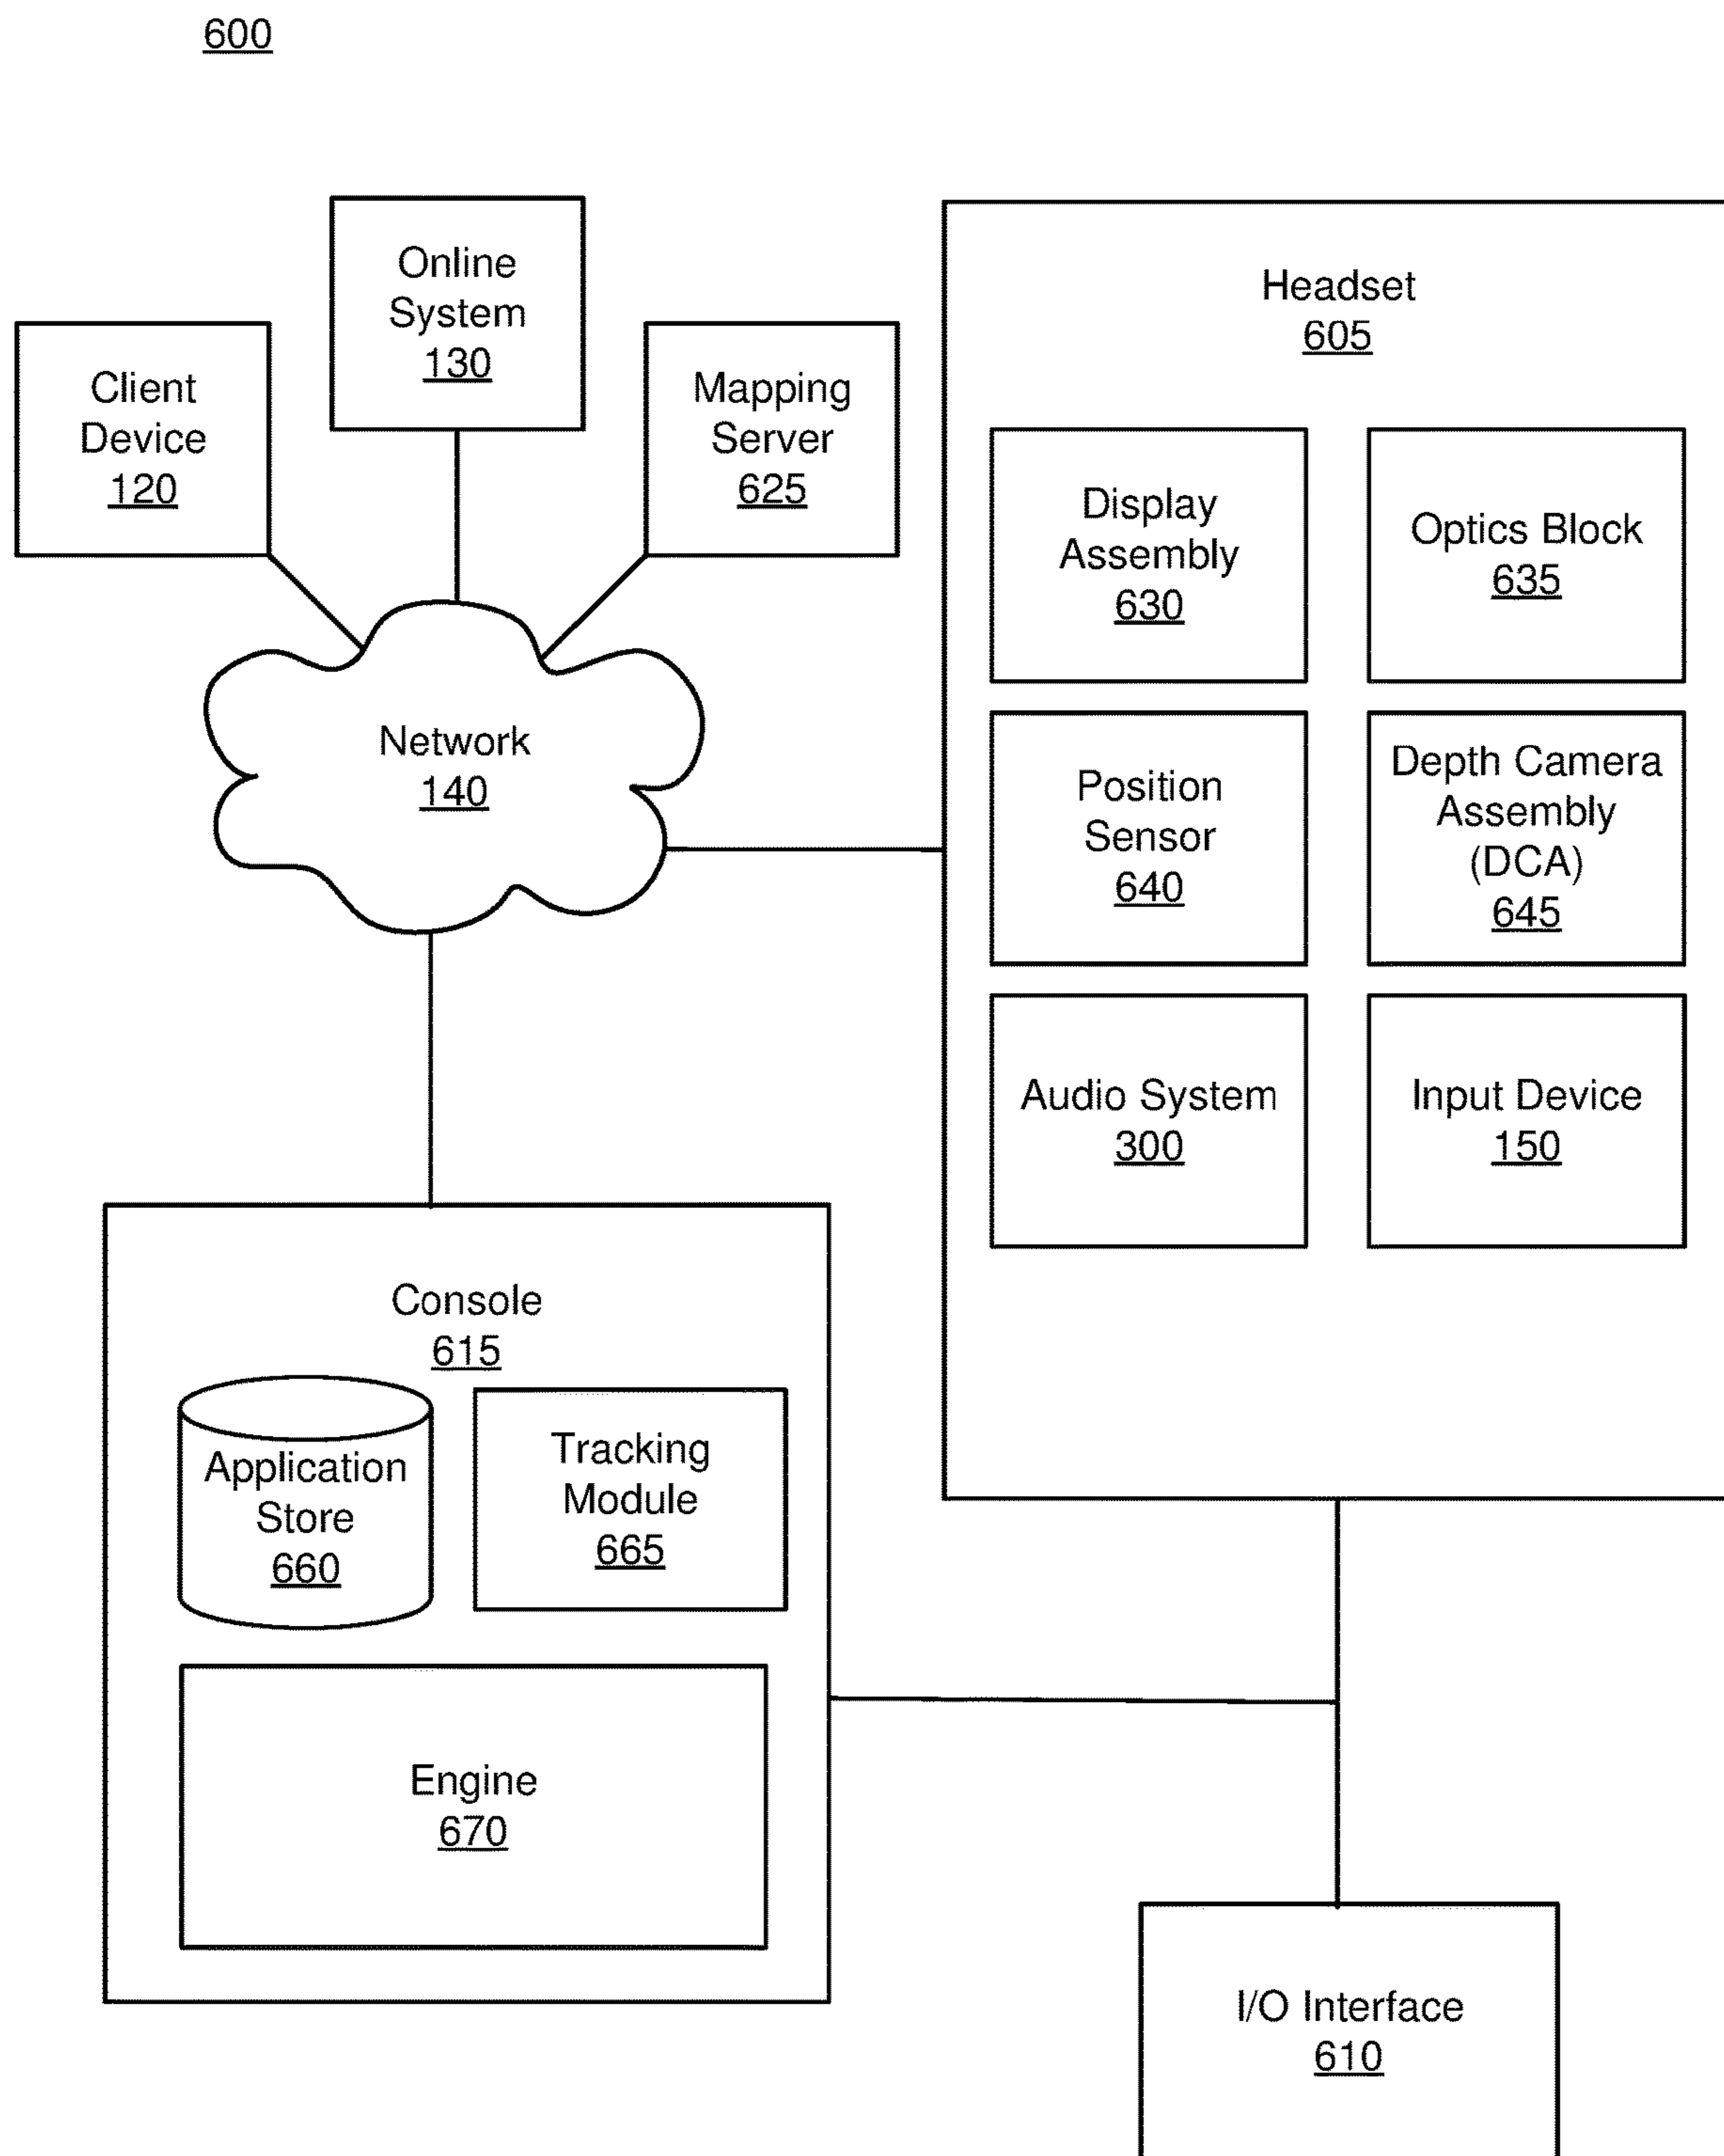 600
Online
System
130
Client
Device
120
Mapping
Server
625
Network
140
Headset
605
Display
Assembly
630
Optics Block
635
Position
Sensor
640
Depth Camera
Assembly
(DCA)
645
Audio System
300
Input Device
150
Console
615
Application
Store
660
Tracking
Module
665
Engine
670
I/O Interface
610